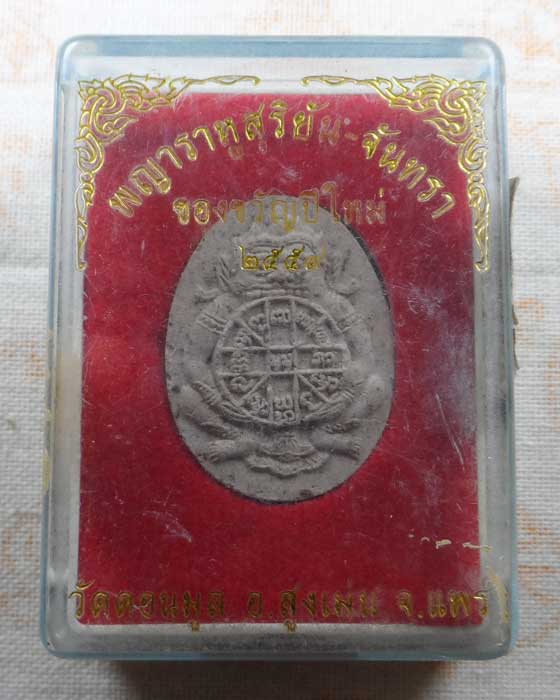 พญาราหูสุริยัน-จันทรา
ของขวัญปีใหม่
๒๕๕๗
วัดดอนมูล อ.สูงเม่น จ.แพร่